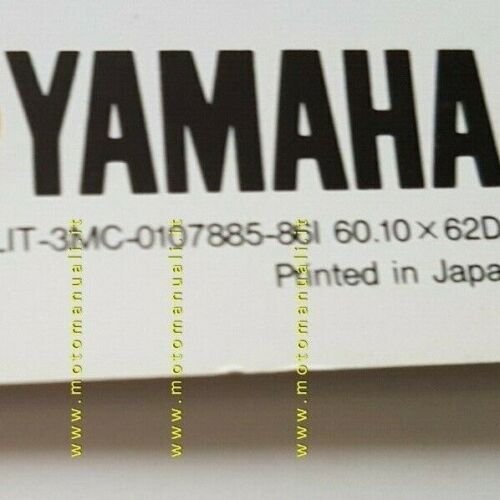 YAMAHA
LIT-3MC-0107885-86I 60.10×62D
Printed in Japa
www.motomanuali.it
www.motomanuali.it
www.motomanuali.it